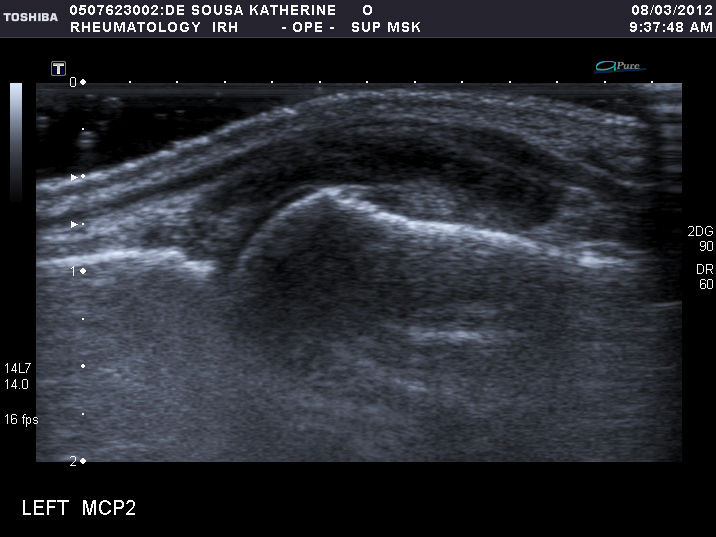 TOSHIBA
0507623002:DE SOUSA KATHERINE O
08/03/2012
RHEUMATOLOGY IRH - OPE - SUP MSK
9:37:48 AM
T
aPure
0
1
2
2DG
90
DR
60
14L7
14.0
16 fps
LEFT MCP2